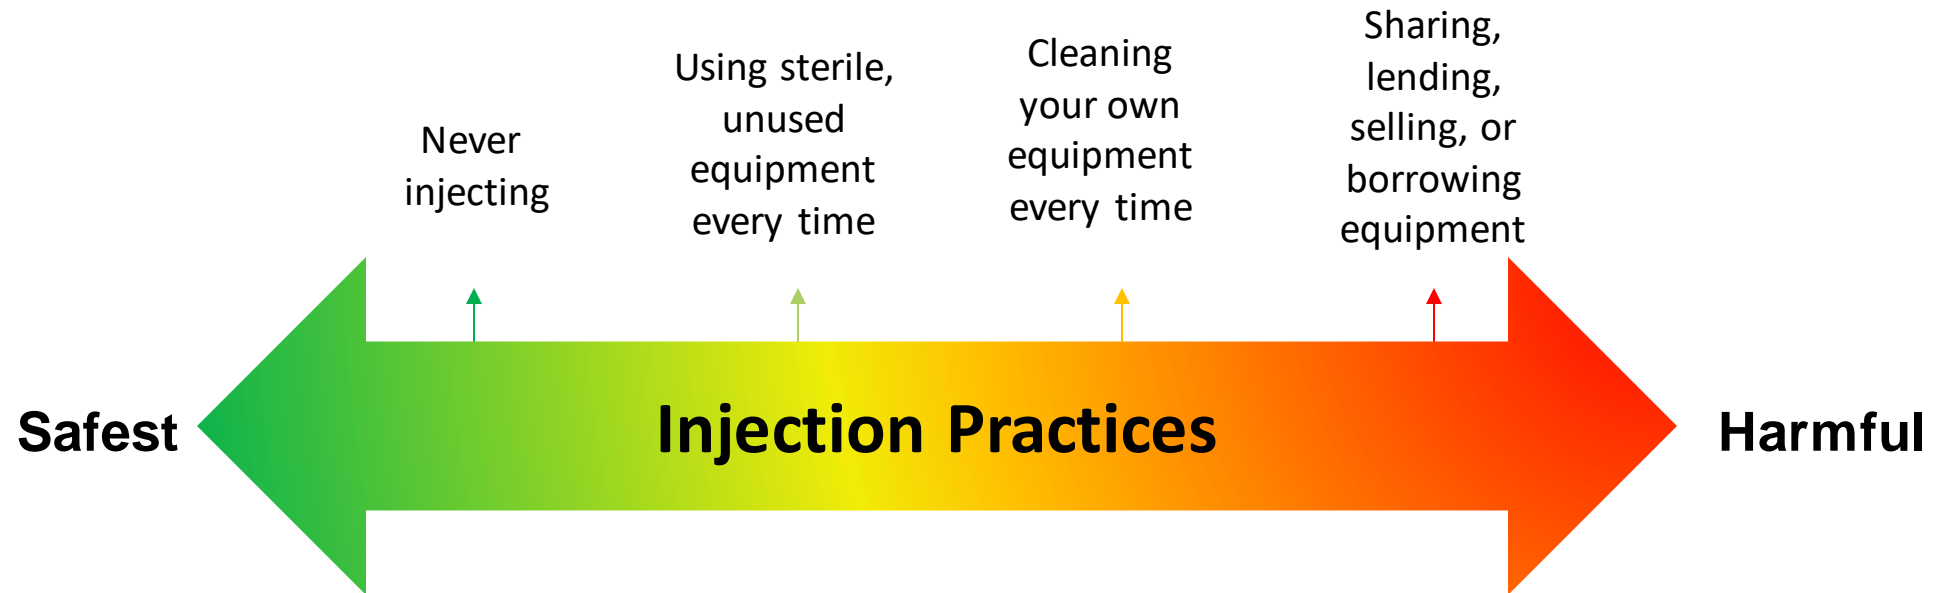 Never
injecting
Using sterile,
unused
equipment
every time
Cleaning
your own
equipment
every time
Sharing,
lending,
selling, or
borrowing
equipment
Safest
Injection Practices
Harmful